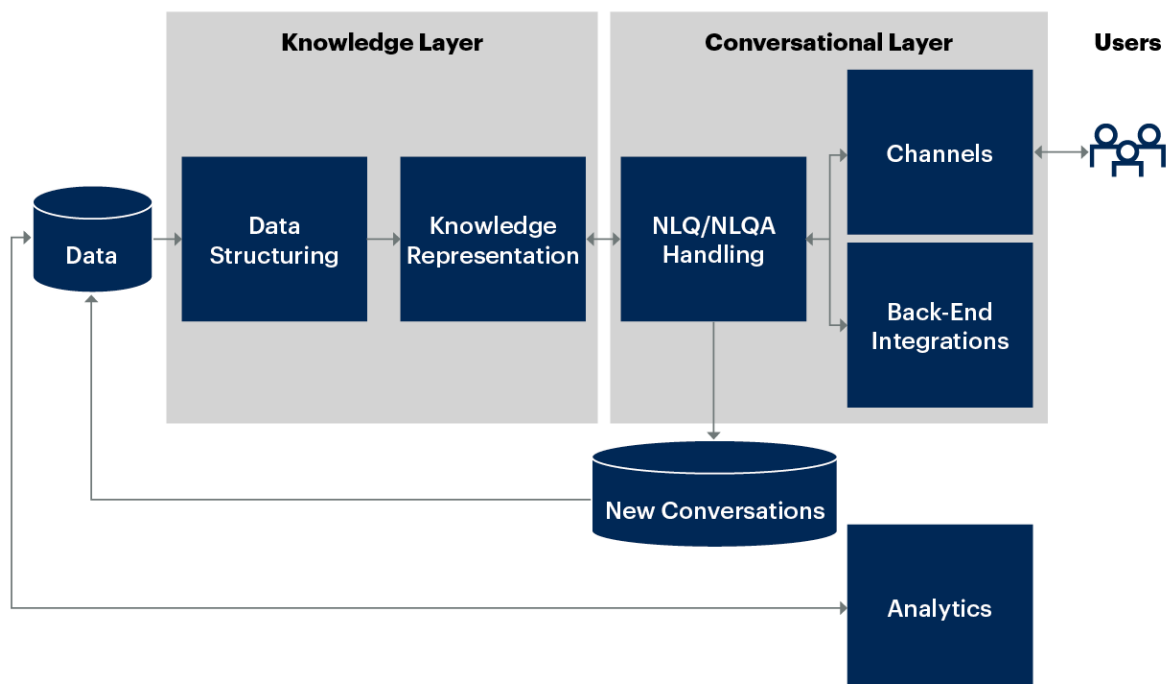 Knowledge Layer
Conversational Layer
Users
Data
Data
Structuring
Knowledge
Representation
NLQ/NLQA
Handling
Channels
Back-End
Integrations
New Conversations
Analytics